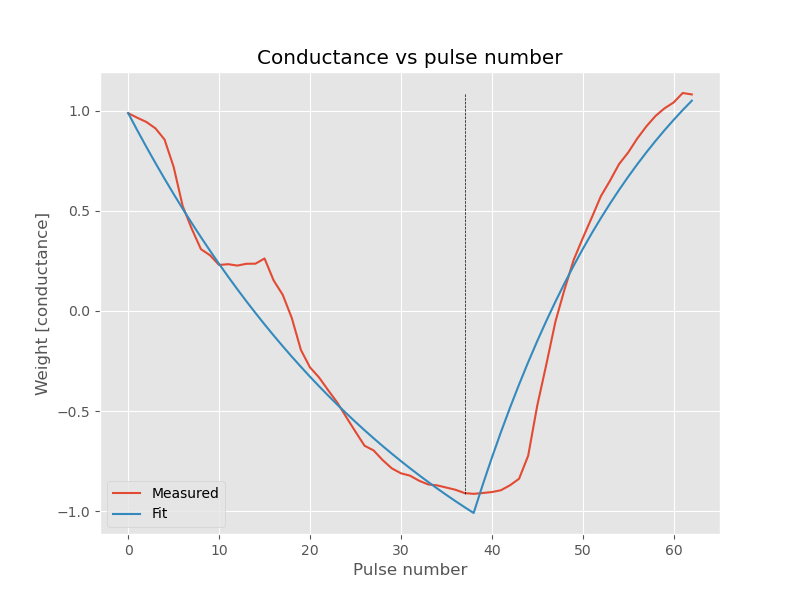 Conductance vs pulse number
Weight [conductance]
1.0
0.5
0.0
−0.5
−1.0
Measured
Fit
0 10 20 30 40 50 60
Pulse number